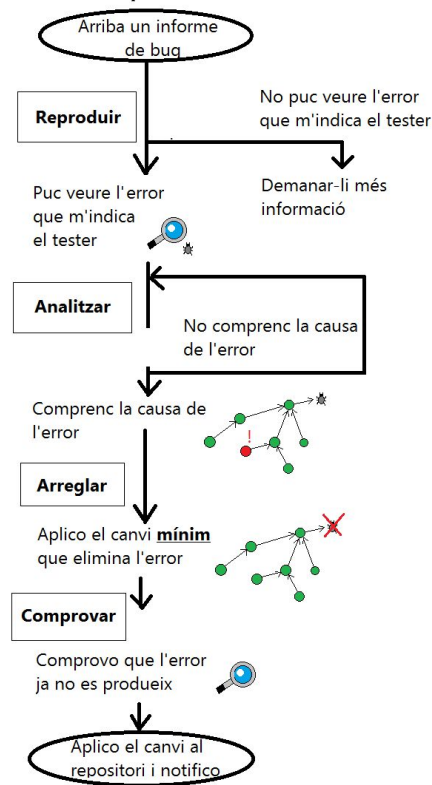 Arriba un informe
de bug
Reproduir
No puc veure l'error
que m'indica el tester
Puc veure l'error
que m'indica
el tester
Demanar-li més
informació
Analitzar
No comprenc la causa
de l'error
Comprenc la causa de
l'error
!
Arreglar
Aplico el canvi mínim
que elimina l'error
Comprovar
Comprovo que l'error
ja no es produeix
Aplico el canvi al
repositori i notifico